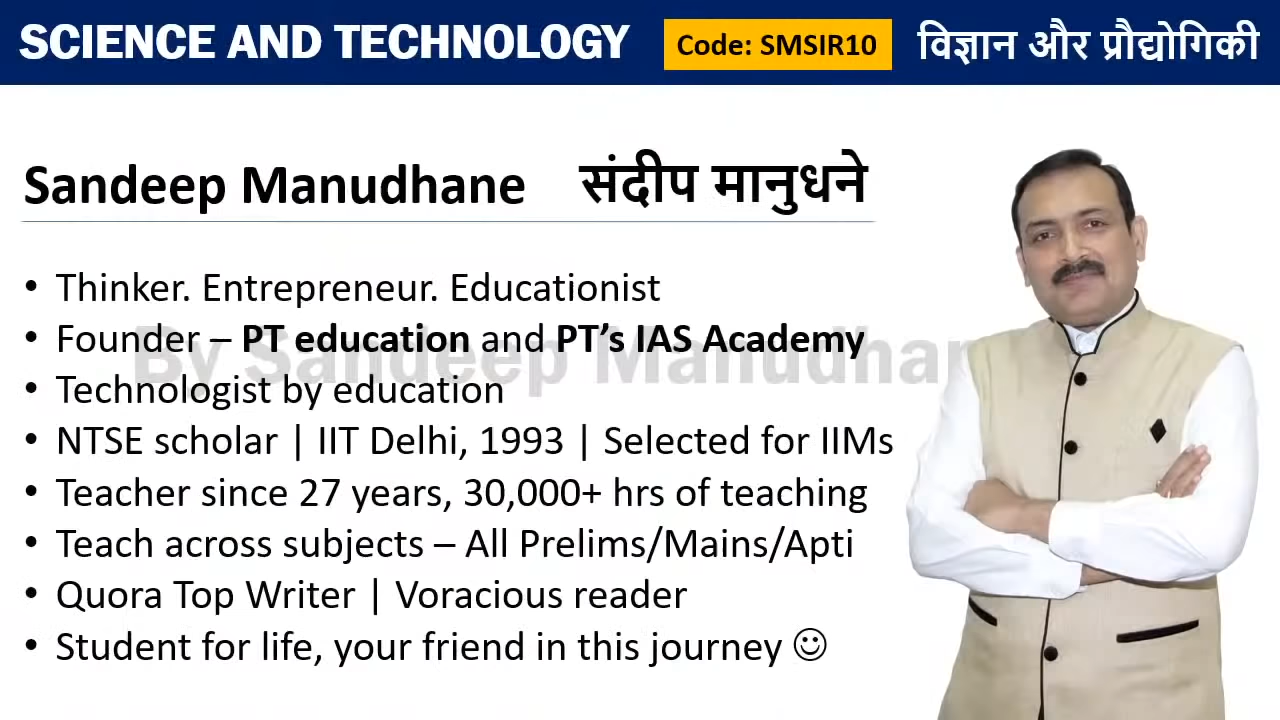 SCIENCE AND TECHNOLOGY Code: SMSIR10 विज्ञान और प्रौद्योगिकी
Sandeep Manudhane संदीप मानुधने
• Thinker. Entrepreneur. Educationist
• Founder – PT education and PT’s IAS Academy
By Sandeep Manudhan
• Technologist by education
• NTSE scholar | IIT Delhi, 1993 | Selected for IIMs
• Teacher since 27 years, 30,000+ hrs of teaching
• Teach across subjects – All Prelims/Mains/Apti
• Quora Top Writer | Voracious reader
• Student for life, your friend in this journey ☺